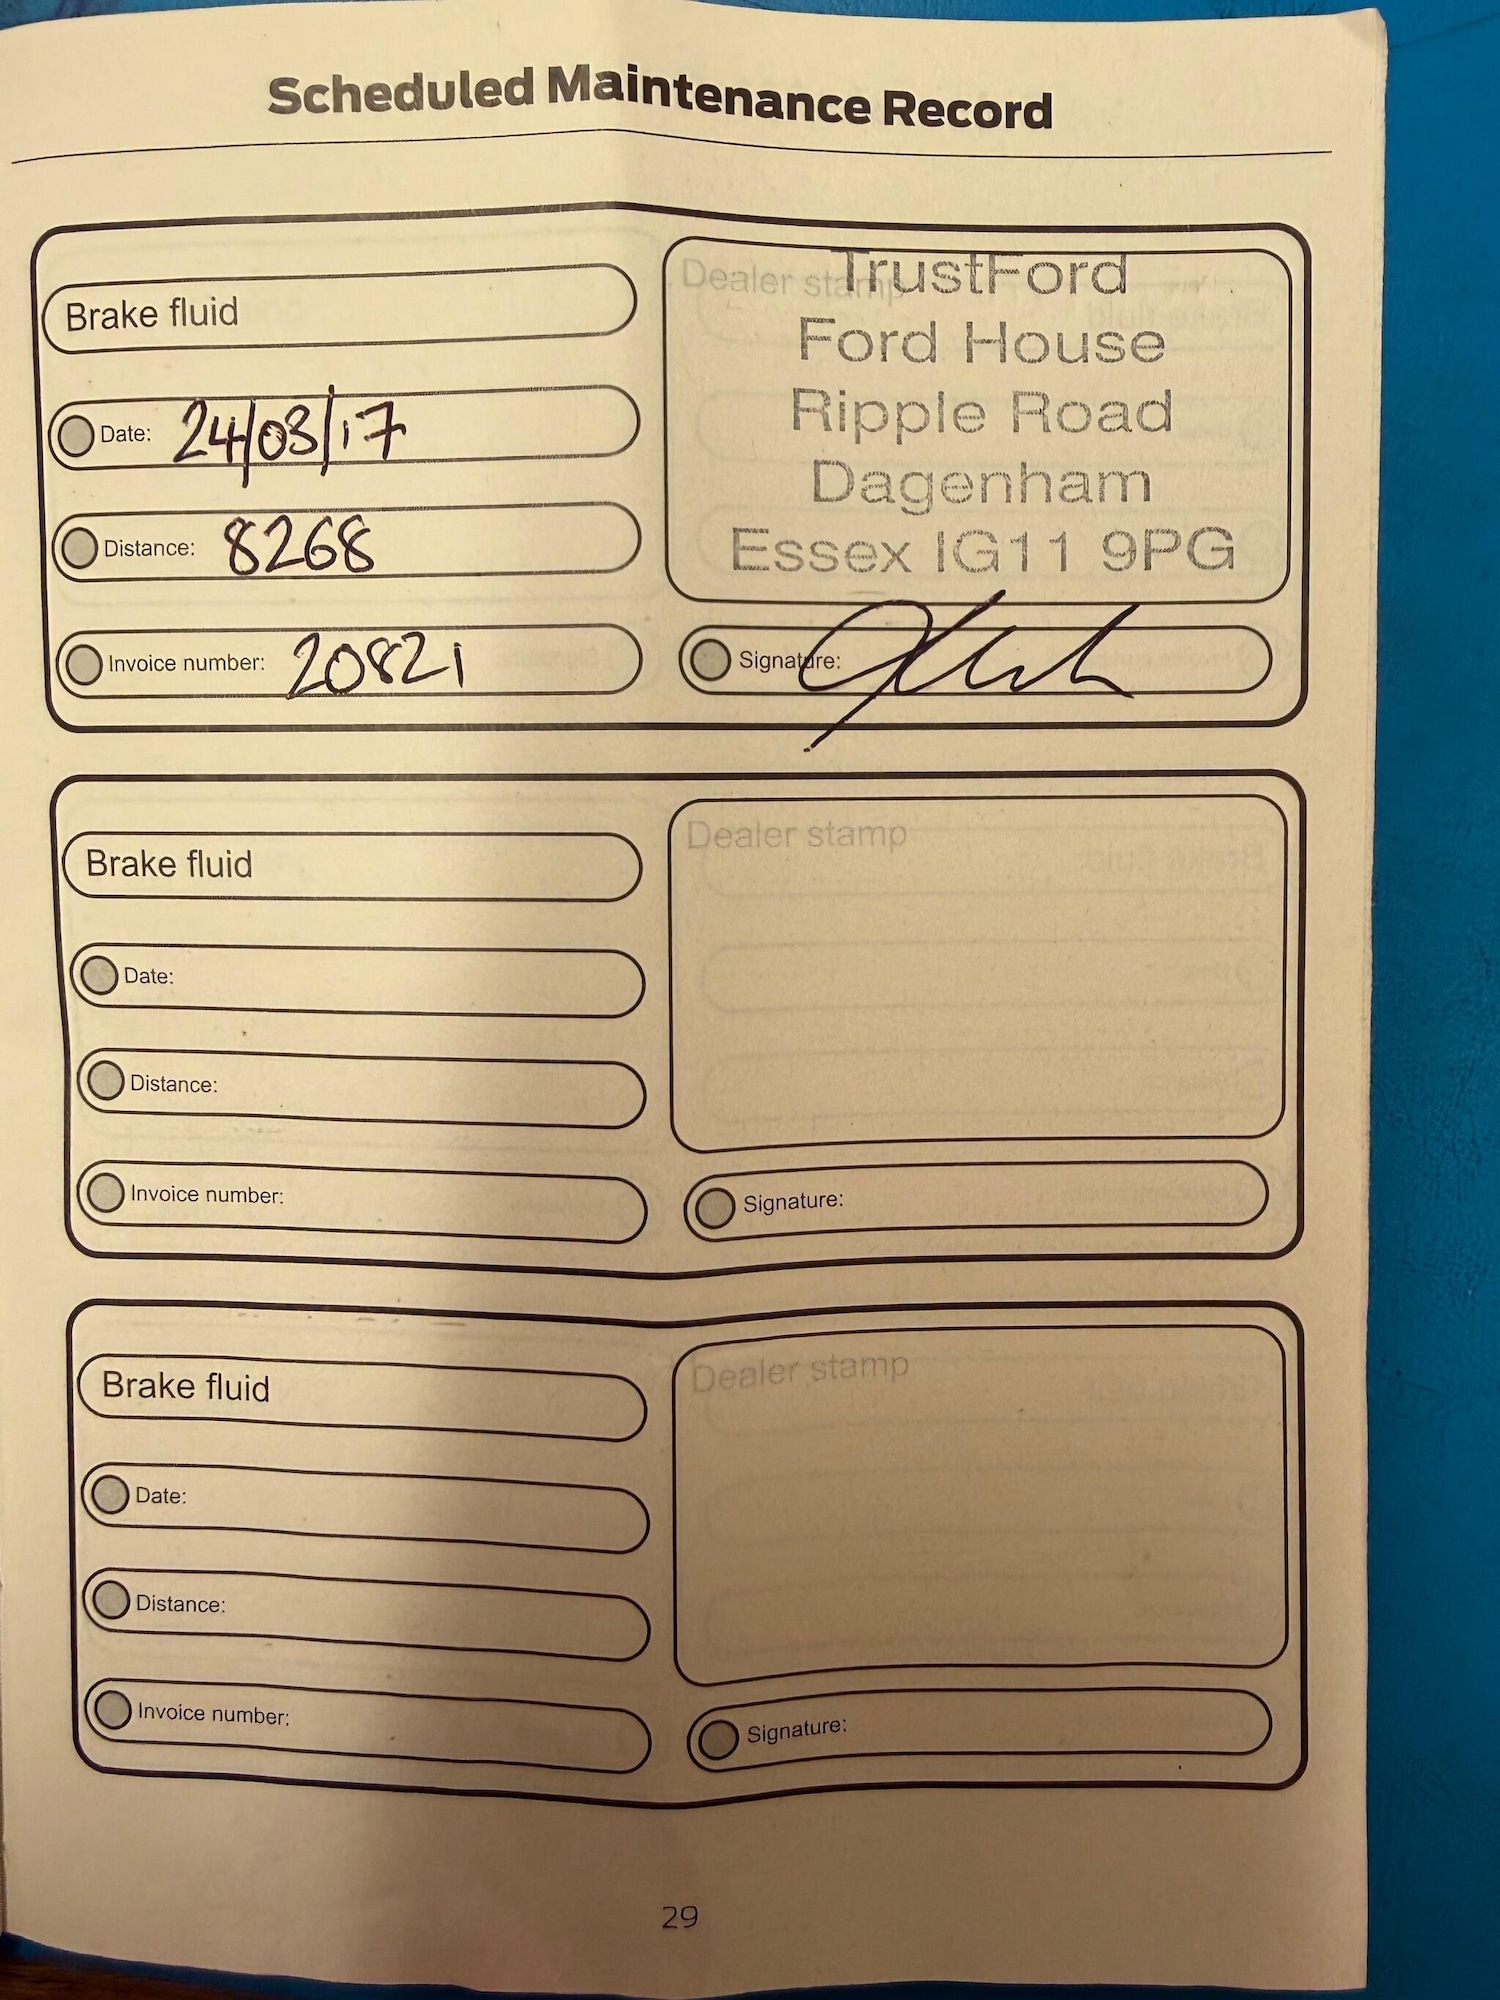 Scheduled Maintenance Record
Brake fluid
Date: 24/03/17
Distance: 8268
Invoice number: 20821
Dealer stamp
TrustFord
Ford House
Ripple Road
Dagenham
Essex IG11 9PG
Signature:
Brake fluid
Date:
Distance:
Invoice number:
Dealer stamp
Signature:
Brake fluid
Date:
Distance:
Invoice number:
Dealer stamp
Signature:
29